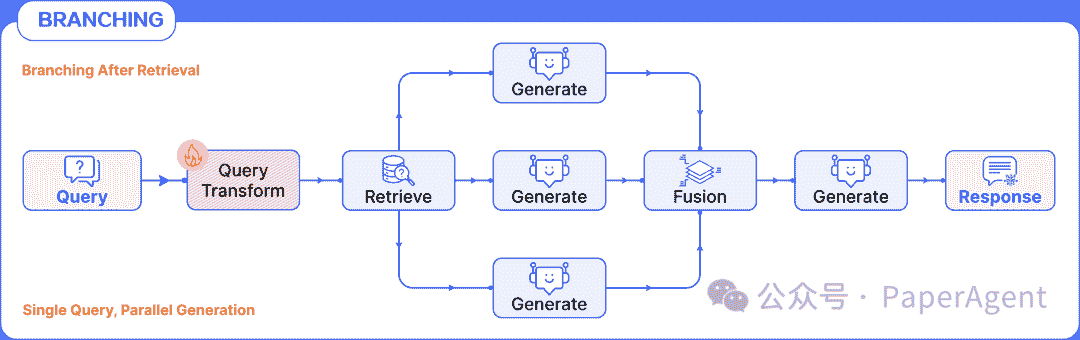 BRANCHING
Branching After Retrieval
Generate
Query
Query
Transform
Retrieve
Generate
Fusion
Generate
Response
Generate
Single Query, Parallel Generation
公众号 · PaperAgent